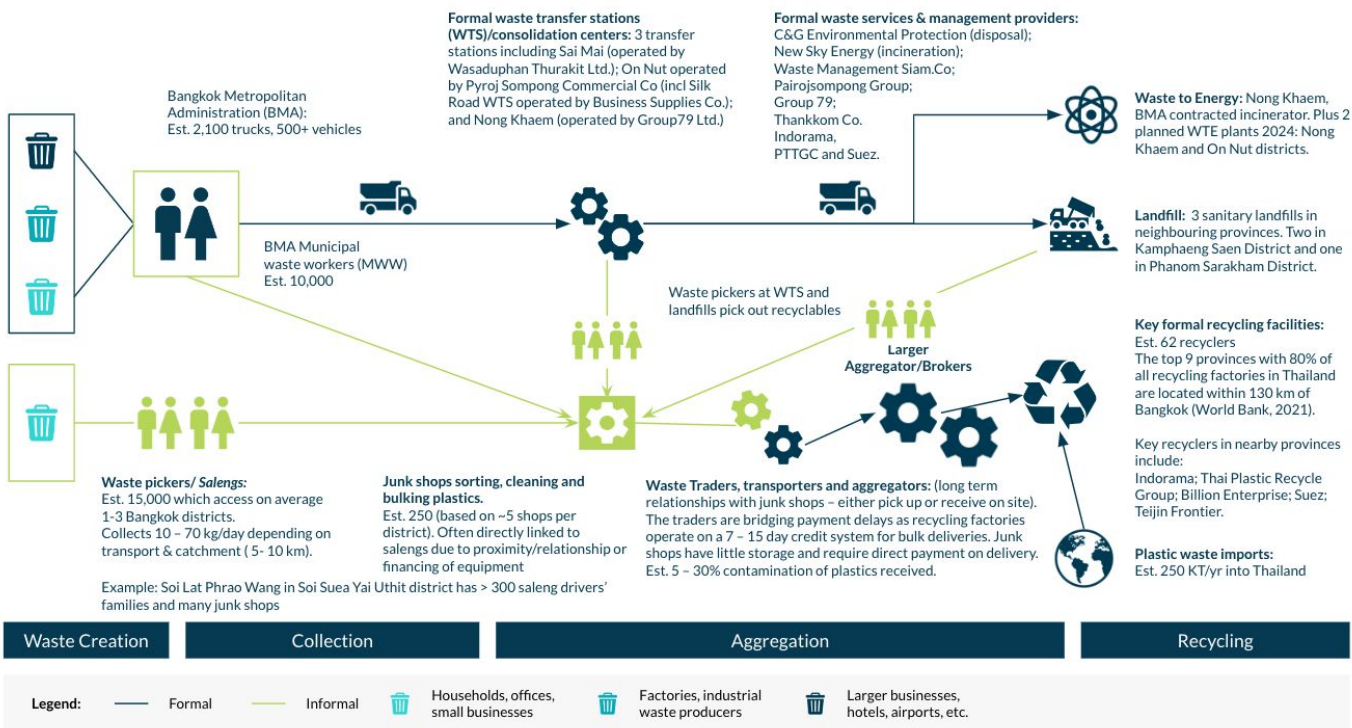 Formal waste transfer stations
(WTS)/consolidation centers: 3 transfer
stations including Sai Mai (operated by
Wasaduphan Thurakit Ltd.); On Nut operated
by Pyroj Sompong Commercial Co (incl Silk
Road WTS operated by Business Supplies Co.);
and Nong Khaem (operated by Group79 Ltd.)
Formal waste services & management providers:
C&G Environmental Protection (disposal);
New Sky Energy (incineration);
Waste Management Siam.Co;
Pairojsompong Group;
Group 79;
Thankkom Co.
Indorama,
PTTGC and Suez.
Bangkok Metropolitan
Administration (BMA):
Est. 2,100 trucks, 500+ vehicles
Waste to Energy: Nong Khaem,
BMA contracted incinerator. Plus 2
planned WTE plants 2024: Nong
Khaem and On Nut districts.
BMA Municipal
waste workers (MWW)
Est. 10,000
Landfill: 3 sanitary landfills in
neighbouring provinces. Two in
Kamphaeng Saen District and one
in Phanom Sarakham District.
Waste pickers at WTS and
landfills pick out recyclables
Larger
Aggregator/Brokers
Key formal recycling facilities:
Est. 62 recyclers
The top 9 provinces with 80% of
all recycling factories in Thailand
are located within 130 km of
Bangkok (World Bank, 2021).
Key recyclers in nearby provinces
include:
Indorama; Thai Plastic Recycle
Group; Billion Enterprise; Suez;
Teijin Frontier.
Waste pickers/ Salengs:
Est. 15,000 which access on average
1-3 Bangkok districts.
Collects 10 – 70 kg/day depending on
transport & catchment ( 5- 10 km).
Junk shops sorting, cleaning and
bulking plastics.
Est. 250 (based on ~5 shops per
district). Often directly linked to
salengs due to proximity/relationship or
financing of equipment
Example: Soi Lat Phrao Wang in Soi Suea Yai Uthit district has > 300 saleng drivers'
families and many junk shops
Waste Traders, transporters and aggregators: (long term
relationships with junk shops – either pick up or receive on site).
The traders are bridging payment delays as recycling factories
operate on a 7 – 15 day credit system for bulk deliveries. Junk
shops have little storage and require direct payment on delivery.
Est. 5 – 30% contamination of plastics received.
Plastic waste imports:
Est. 250 KT/yr into Thailand
Waste Creation
Collection
Aggregation
Recycling
Legend:
Formal
Informal
Households, offices,
small businesses
Factories, industrial
waste producers
Larger businesses,
hotels, airports, etc.